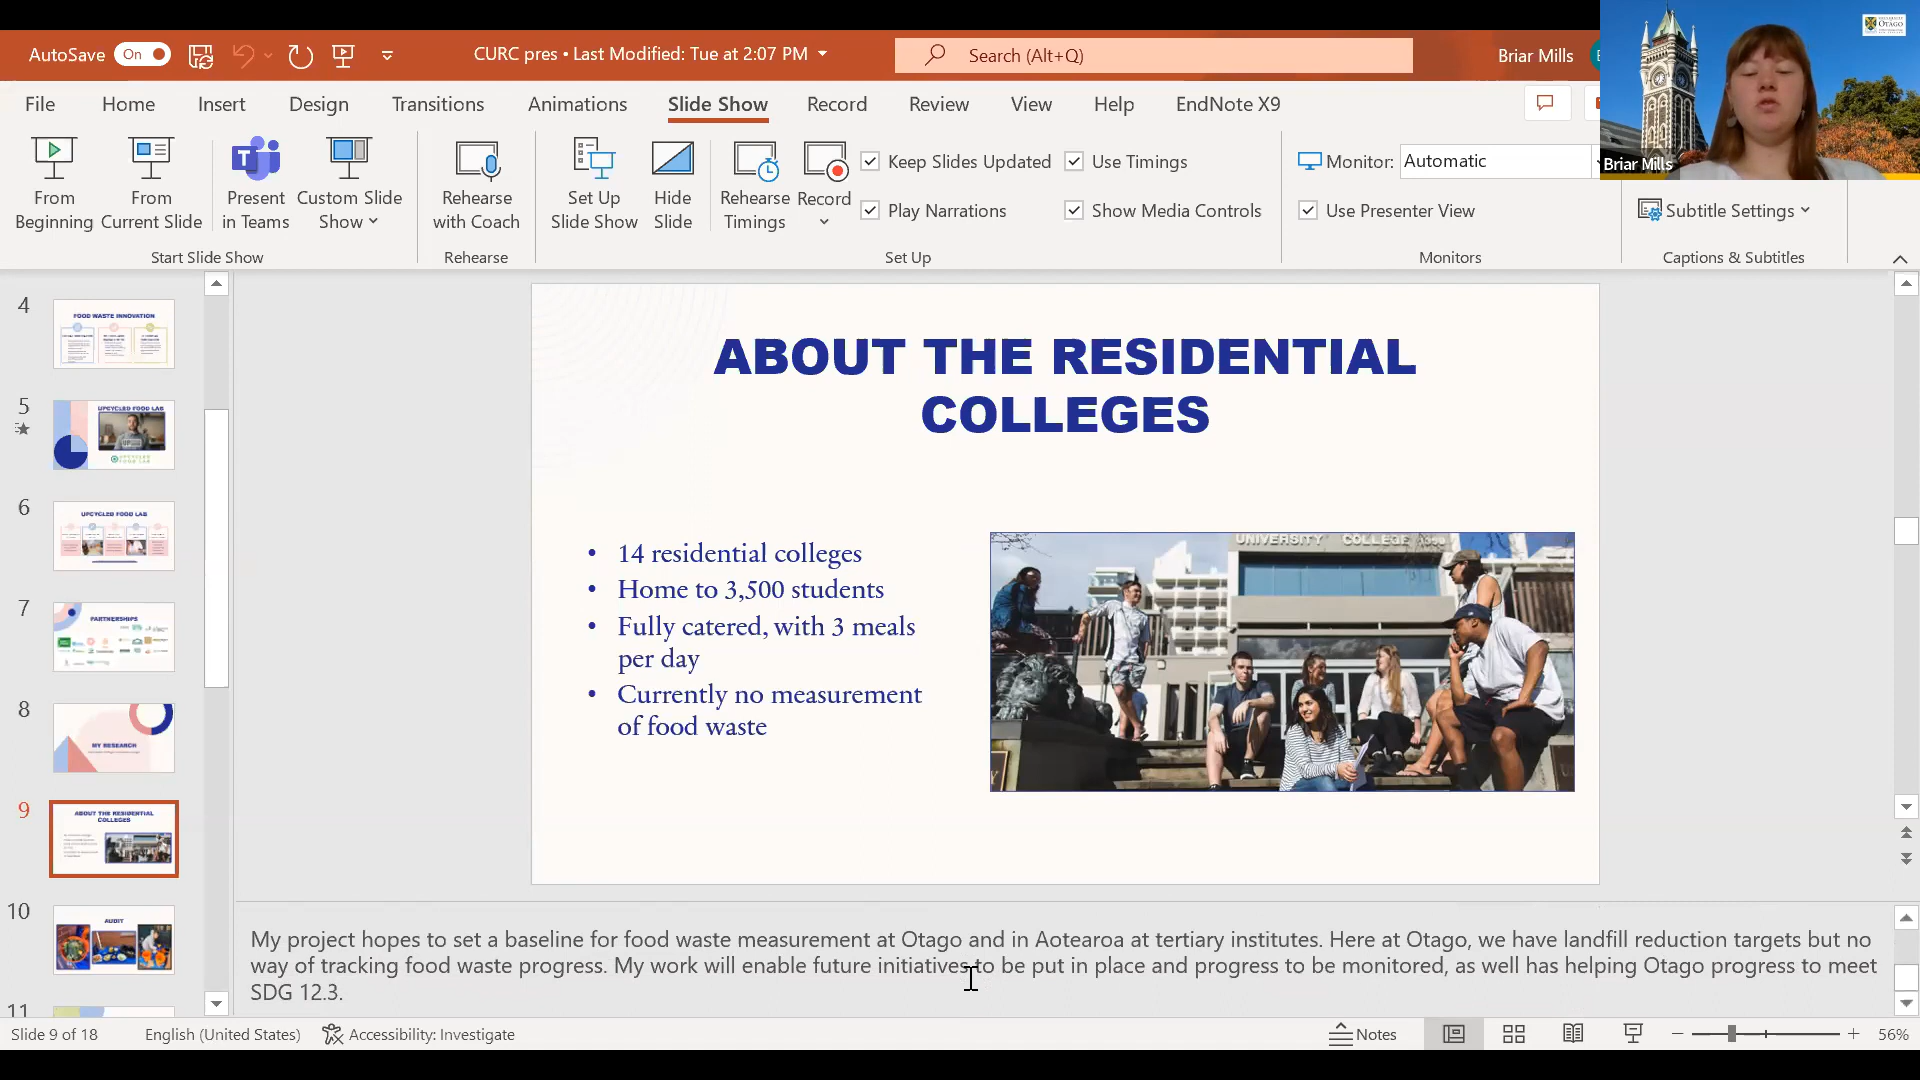 AutoSave On
CURC pres • Last Modified: Tue at 2:07 PM
Search (Alt+Q)
Briar Mills
File Home Insert Design Transitions Animations Slide Show Record Review View Help EndNote X9
From Beginning
From Current Slide
Present in Teams
Custom Slide Show
Rehearse with Coach
Set Up Slide Show
Hide Slide
Rehearse Timings
Record
Keep Slides Updated
Use Timings
Play Narrations
Show Media Controls
Monitor: Automatic
Use Presenter View
Subtitle Settings
Start Slide Show
Rehearse
Set Up
Monitors
Captions & Subtitles
OTAGO
Briar Mills
4
FOOD WASTE INNOVATION
5
UPCYCLED FOOD LAB
UPCYCLED
FOOD LAB
6
UPCYCLED FOOD LAB
7
PARTNERSHIPS
8
MY RESEARCH
9
ABOUT THE RESIDENTIAL
COLLEGES
10
AUDIT
11
ABOUT THE RESIDENTIAL
COLLEGES
• 14 residential colleges
• Home to 3,500 students
• Fully catered, with 3 meals
per day
• Currently no measurement
of food waste
UNIVERSITY COLLEGE
My project hopes to set a baseline for food waste measurement at Otago and in Aotearoa at tertiary institutes. Here at Otago, we have landfill reduction targets but no
way of tracking food waste progress. My work will enable future initiatives to be put in place and progress to be monitored, as well has helping Otago progress to meet
SDG 12.3.
Slide 9 of 18
English (United States)
Accessibility: Investigate
Notes
56%